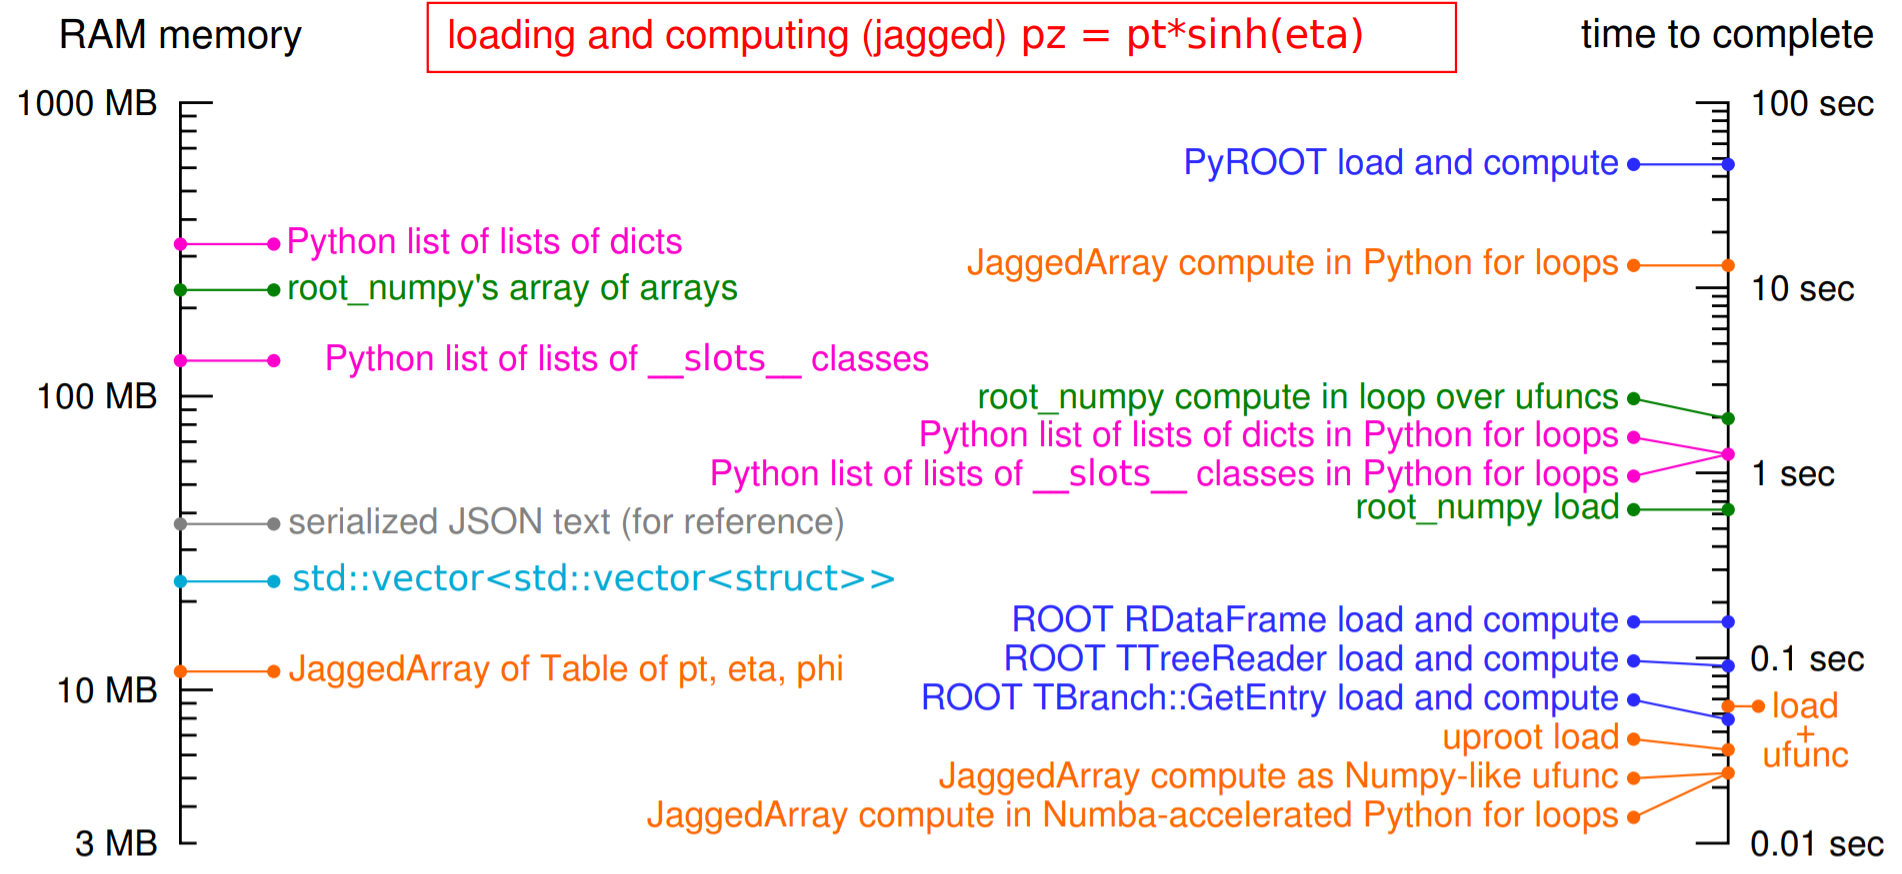 RAM memory
loading and computing (jagged) pz = pt*sinh(eta)
time to complete
1000 MB
100 MB
10 MB
3 MB
Python list of lists of dicts
root_numpy's array of arrays
Python list of lists of __slots__ classes
serialized JSON text (for reference)
std::vector<std::vector<struct>>
JaggedArray of Table of pt, eta, phi
PyROOT load and compute
JaggedArray compute in Python for loops
root_numpy compute in loop over ufuncs
Python list of lists of dicts in Python for loops
Python list of lists of __slots__ classes in Python for loops
root_numpy load
ROOT RDataFrame load and compute
ROOT TTreeReader load and compute
ROOT TBranch::GetEntry load and compute
uproot load
JaggedArray compute as Numpy-like ufunc
JaggedArray compute in Numba-accelerated Python for loops
100 sec
10 sec
1 sec
0.1 sec
load
+
ufunc
0.01 sec